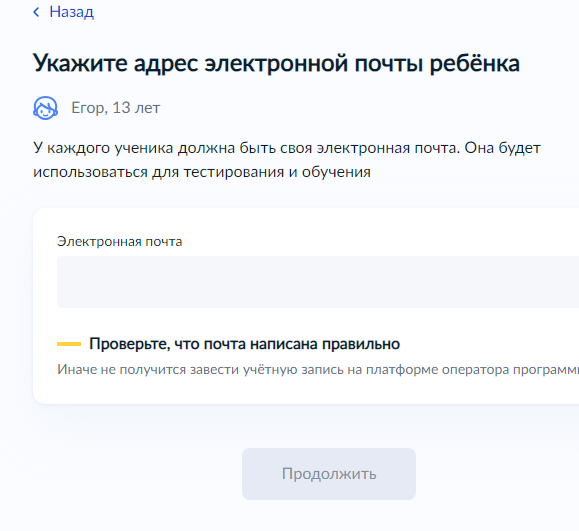 Назад
Укажите адрес электронной почты ребёнка
Егор, 13 лет
У каждого ученика должна быть своя электронная почта. Она будет
использоваться для тестирования и обучения
Электронная почта
Проверьте, что почта написана правильно
Иначе не получится завести учётную запись на платформе оператора
Продолжить